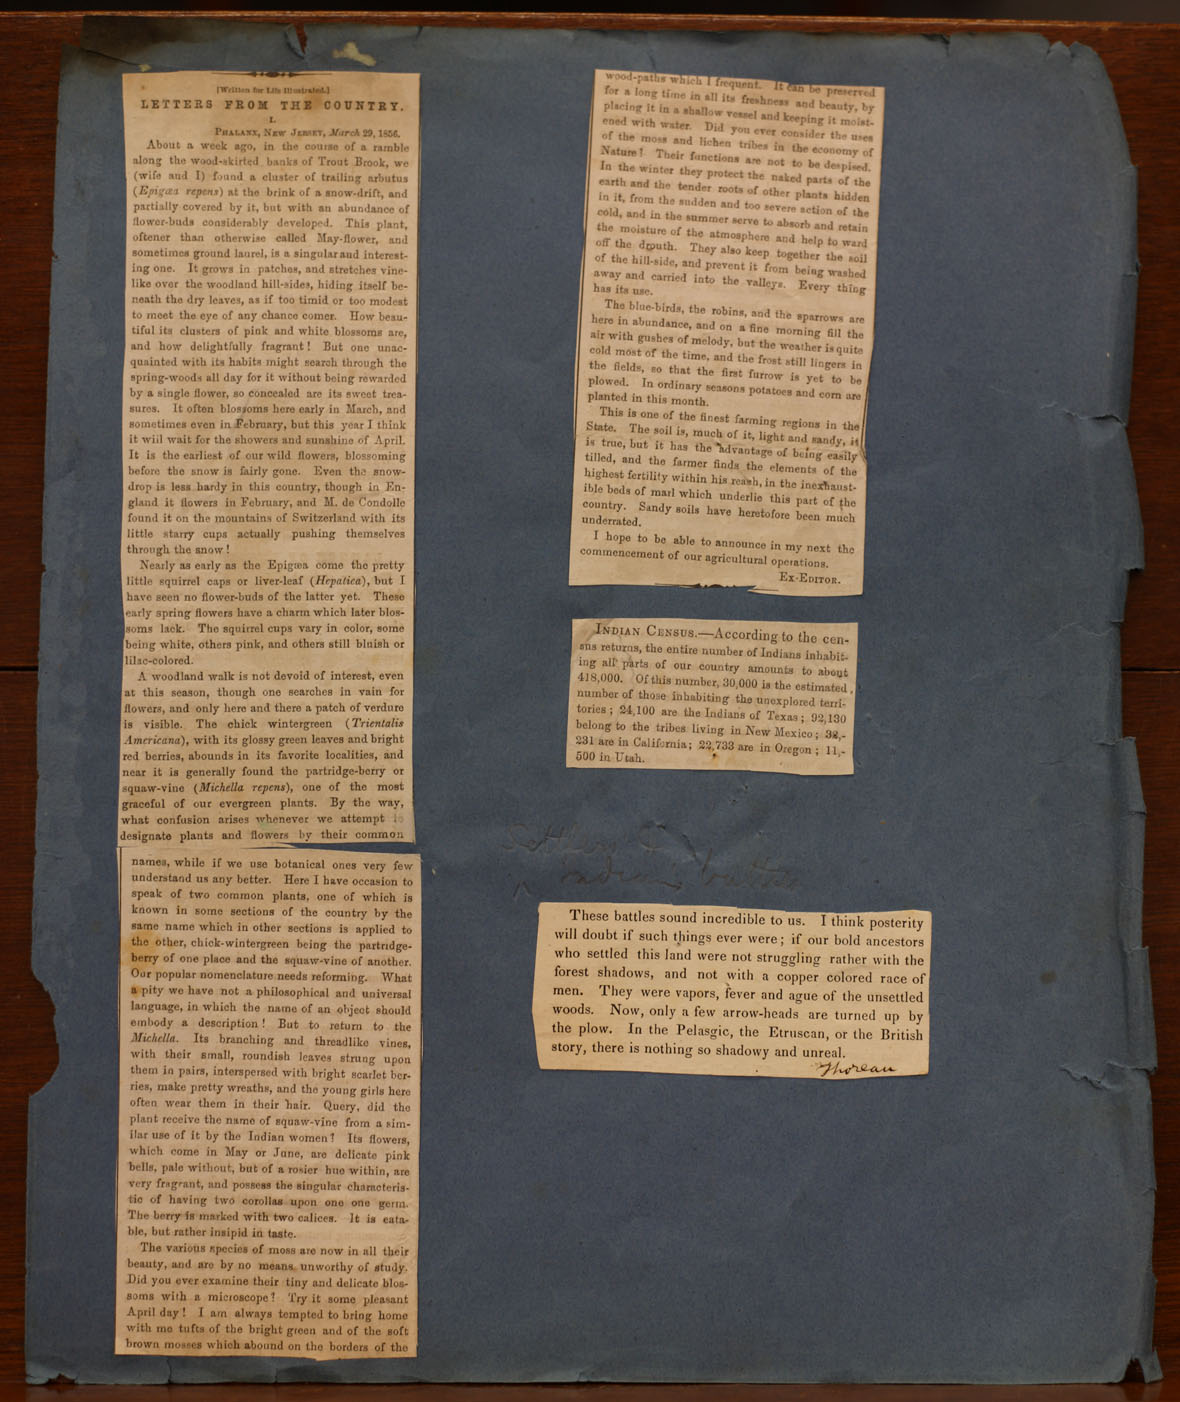 [Written for Life Illustrated.]
LETTERS FROM THE COUNTRY.
I.
PHALANX, NEW JERSEY, March 29, 1856.
About a week ago, in the course of a ramble
along the wood-skirted banks of Trout Brook, we
(wife and I) found a cluster of trailing arbutus
(Epigæa repens) at the brink of a snow-drift, and
partially covered by it, but with an abundance of
flower-buds considerably developed. This plant,
oftener than otherwise called May-flower, and
sometimes ground laurel, is a singular and interest-
ing one. It grows in patches, and stretches vine-
like over the woodland hill-sides, hiding itself be-
neath the dry leaves, as if too timid or too modest
to meet the eye of any chance comer. How beau-
tiful its clusters of pink and white blossoms are,
and how delightfully fragrant! But one unac-
quainted with its habits might search through the
spring-woods all day for it without being rewarded
by a single flower, so concealed are its sweet trea-
sures. It often blossoms here early in March, and
sometimes even in February, but this year I think
it will wait for the showers and sunshine of April.
It is the earliest of our wild flowers, blossoming
before the snow is fairly gone. Even the snow-
drop is less hardy in this country, though in En-
gland it flowers in February, and M. de Condolle
found it on the mountains of Switzerland with its
little starry cups actually pushing themselves
through the snow!
Nearly as early as the Epigœa come the pretty
little squirrel caps or liver-leaf (Hepatica), but I
have seen no flower-buds of the latter yet. These
early spring flowers have a charm which later blos-
soms lack. The squirrel cups vary in color, some
being white, others pink, and others still bluish or
lilac-colored.
A woodland walk is not devoid of interest, even
at this season, though one searches in vain for
flowers, and only here and there a patch of verdure
is visible. The chick wintergreen (Trientalis
Americana), with its glossy green leaves and bright
red berries, abounds in its favorite localities, and
near it is generally found the partridge-berry or
squaw-vine (Michella repens), one of the most
graceful of our evergreen plants. By the way,
what confusion arises whenever we attempt to
designate plants and flowers by their common
names, while if we use botanical ones very few
understand us any better. Here I have occasion to
speak of two common plants, one of which is
known in some sections of the country by the
same name which in other sections is applied to
the other, chick-wintergreen being the partridge-
berry of one place and the squaw-vine of another.
Our popular nomenclature needs reforming. What
a pity we have not a philosophical and universal
language, in which the name of an object should
embody a description! But to return to the
Michella. Its branching and threadlike vines,
with their small, roundish leaves strung upon
them in pairs, interspersed with bright scarlet ber-
ries, make pretty wreaths, and the young girls here
often wear them in their hair. Query, did the
plant receive the name of squaw-vine from a sim-
ilar use of it by the Indian women? Its flowers,
which come in May or June, are delicate pink
bells, pale without, but of a rosier hue within, are
very fragrant, and possess the singular characteris-
tic of having two corollas upon one one germ.
The berry is marked with two calices. It is eata-
ble, but rather insipid in taste.
The various species of moss are now in all their
beauty, and are by no means unworthy of study.
Did you ever examine their tiny and delicate blos-
soms with a microscope? Try it some pleasant
April day! I am always tempted to bring home
with me tufts of the bright green and of the soft
brown mosses which abound on the borders of the
wood-paths which I frequent. It can be preserved
for a long time in all its freshness and beauty, by
placing it in a shallow vessel and keeping it moist-
ened with water. Did you ever consider the uses
of the moss and lichen tribes in the economy of
Nature? Their functions are not to be despised.
In the winter they protect the naked parts of the
earth and the tender roots of other plants hidden
in it, from the sudden and too severe action of the
cold, and in the summer serve to absorb and retain
the moisture of the atmosphere and help to ward
off the drouth. They also keep together the soil
of the hill-side, and prevent it from being washed
away and carried into the valleys. Every thing
has its use.
The blue-birds, the robins, and the sparrows are
here in abundance, and on a fine morning fill the
air with gushes of melody, but the weather is quite
cold most of the time, and the frost still lingers in
the fields, so that the first furrow is yet to be
plowed. In ordinary seasons potatoes and corn are
planted in this month.
This is one of the finest farming regions in the
State. The soil is, much of it, light and sandy, it
is true, but it has the advantage of being easily
tilled, and the farmer finds the elements of the
highest fertility within his reach, in the inexhaust-
ible beds of marl which underlie this part of the
country. Sandy soils have heretofore been much
underrated.
I hope to be able to announce in my next the
commencement of our agricultural operations.
EX-EDITOR.
INDIAN CENSUS.—According to the cen-
sus returns, the entire number of Indians inhabit-
ing all parts of our country amounts to about
418,000. Of this number, 30,000 is the estimated
number of those inhabiting the unexplored terri-
tories; 24,100 are the Indians of Texas; 92,130
belong to the tribes living in New Mexico; 32,-
231 are in California; 22,733 are in Oregon; 11,-
500 in Utah.
Indian battles
These battles sound incredible to us. I think posterity
will doubt if such things ever were; if our bold ancestors
who settled this land were not struggling rather with the
forest shadows, and not with a copper colored race of
men. They were vapors, fever and ague of the unsettled
woods. Now, only a few arrow-heads are turned up by
the plow. In the Pelasgic, the Etruscan, or the British
story, there is nothing so shadowy and unreal.
Thoreau